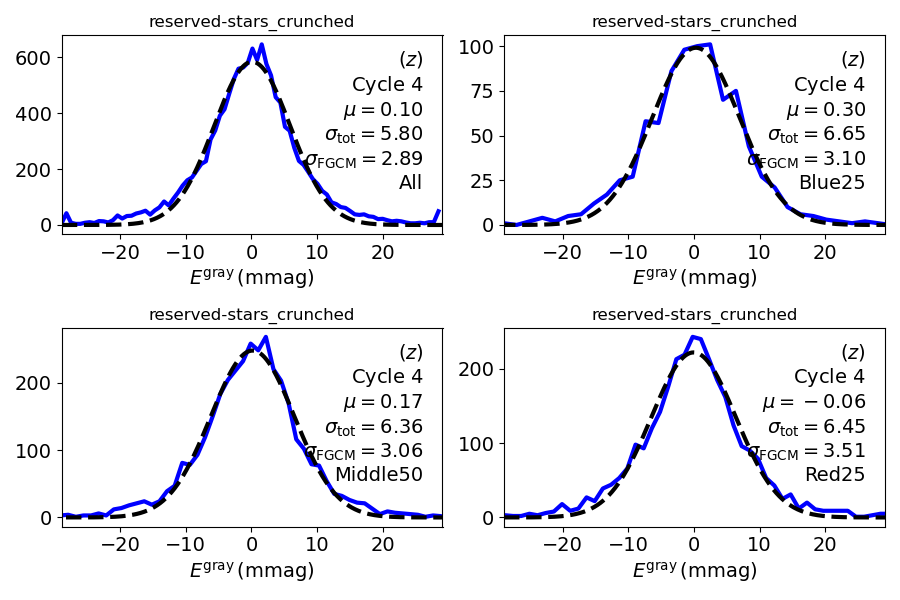 reserved-stars_crunched
600
400
200
0
(z)
Cycle 4
μ = 0.10
σtot = 5.80
σFGCM = 2.89
All
−20 −10 0 10 20
E^gray (mmag)
reserved-stars_crunched
100
75
50
25
0
(z)
Cycle 4
μ = 0.30
σtot = 6.65
σFGCM = 3.10
Blue25
−20 −10 0 10 20
E^gray (mmag)
reserved-stars_crunched
200
100
0
(z)
Cycle 4
μ = 0.17
σtot = 6.36
σFGCM = 3.06
Middle50
−20 −10 0 10 20
E^gray (mmag)
reserved-stars_crunched
200
100
0
(z)
Cycle 4
μ = −0.06
σtot = 6.45
σFGCM = 3.51
Red25
−20 −10 0 10 20
E^gray (mmag)